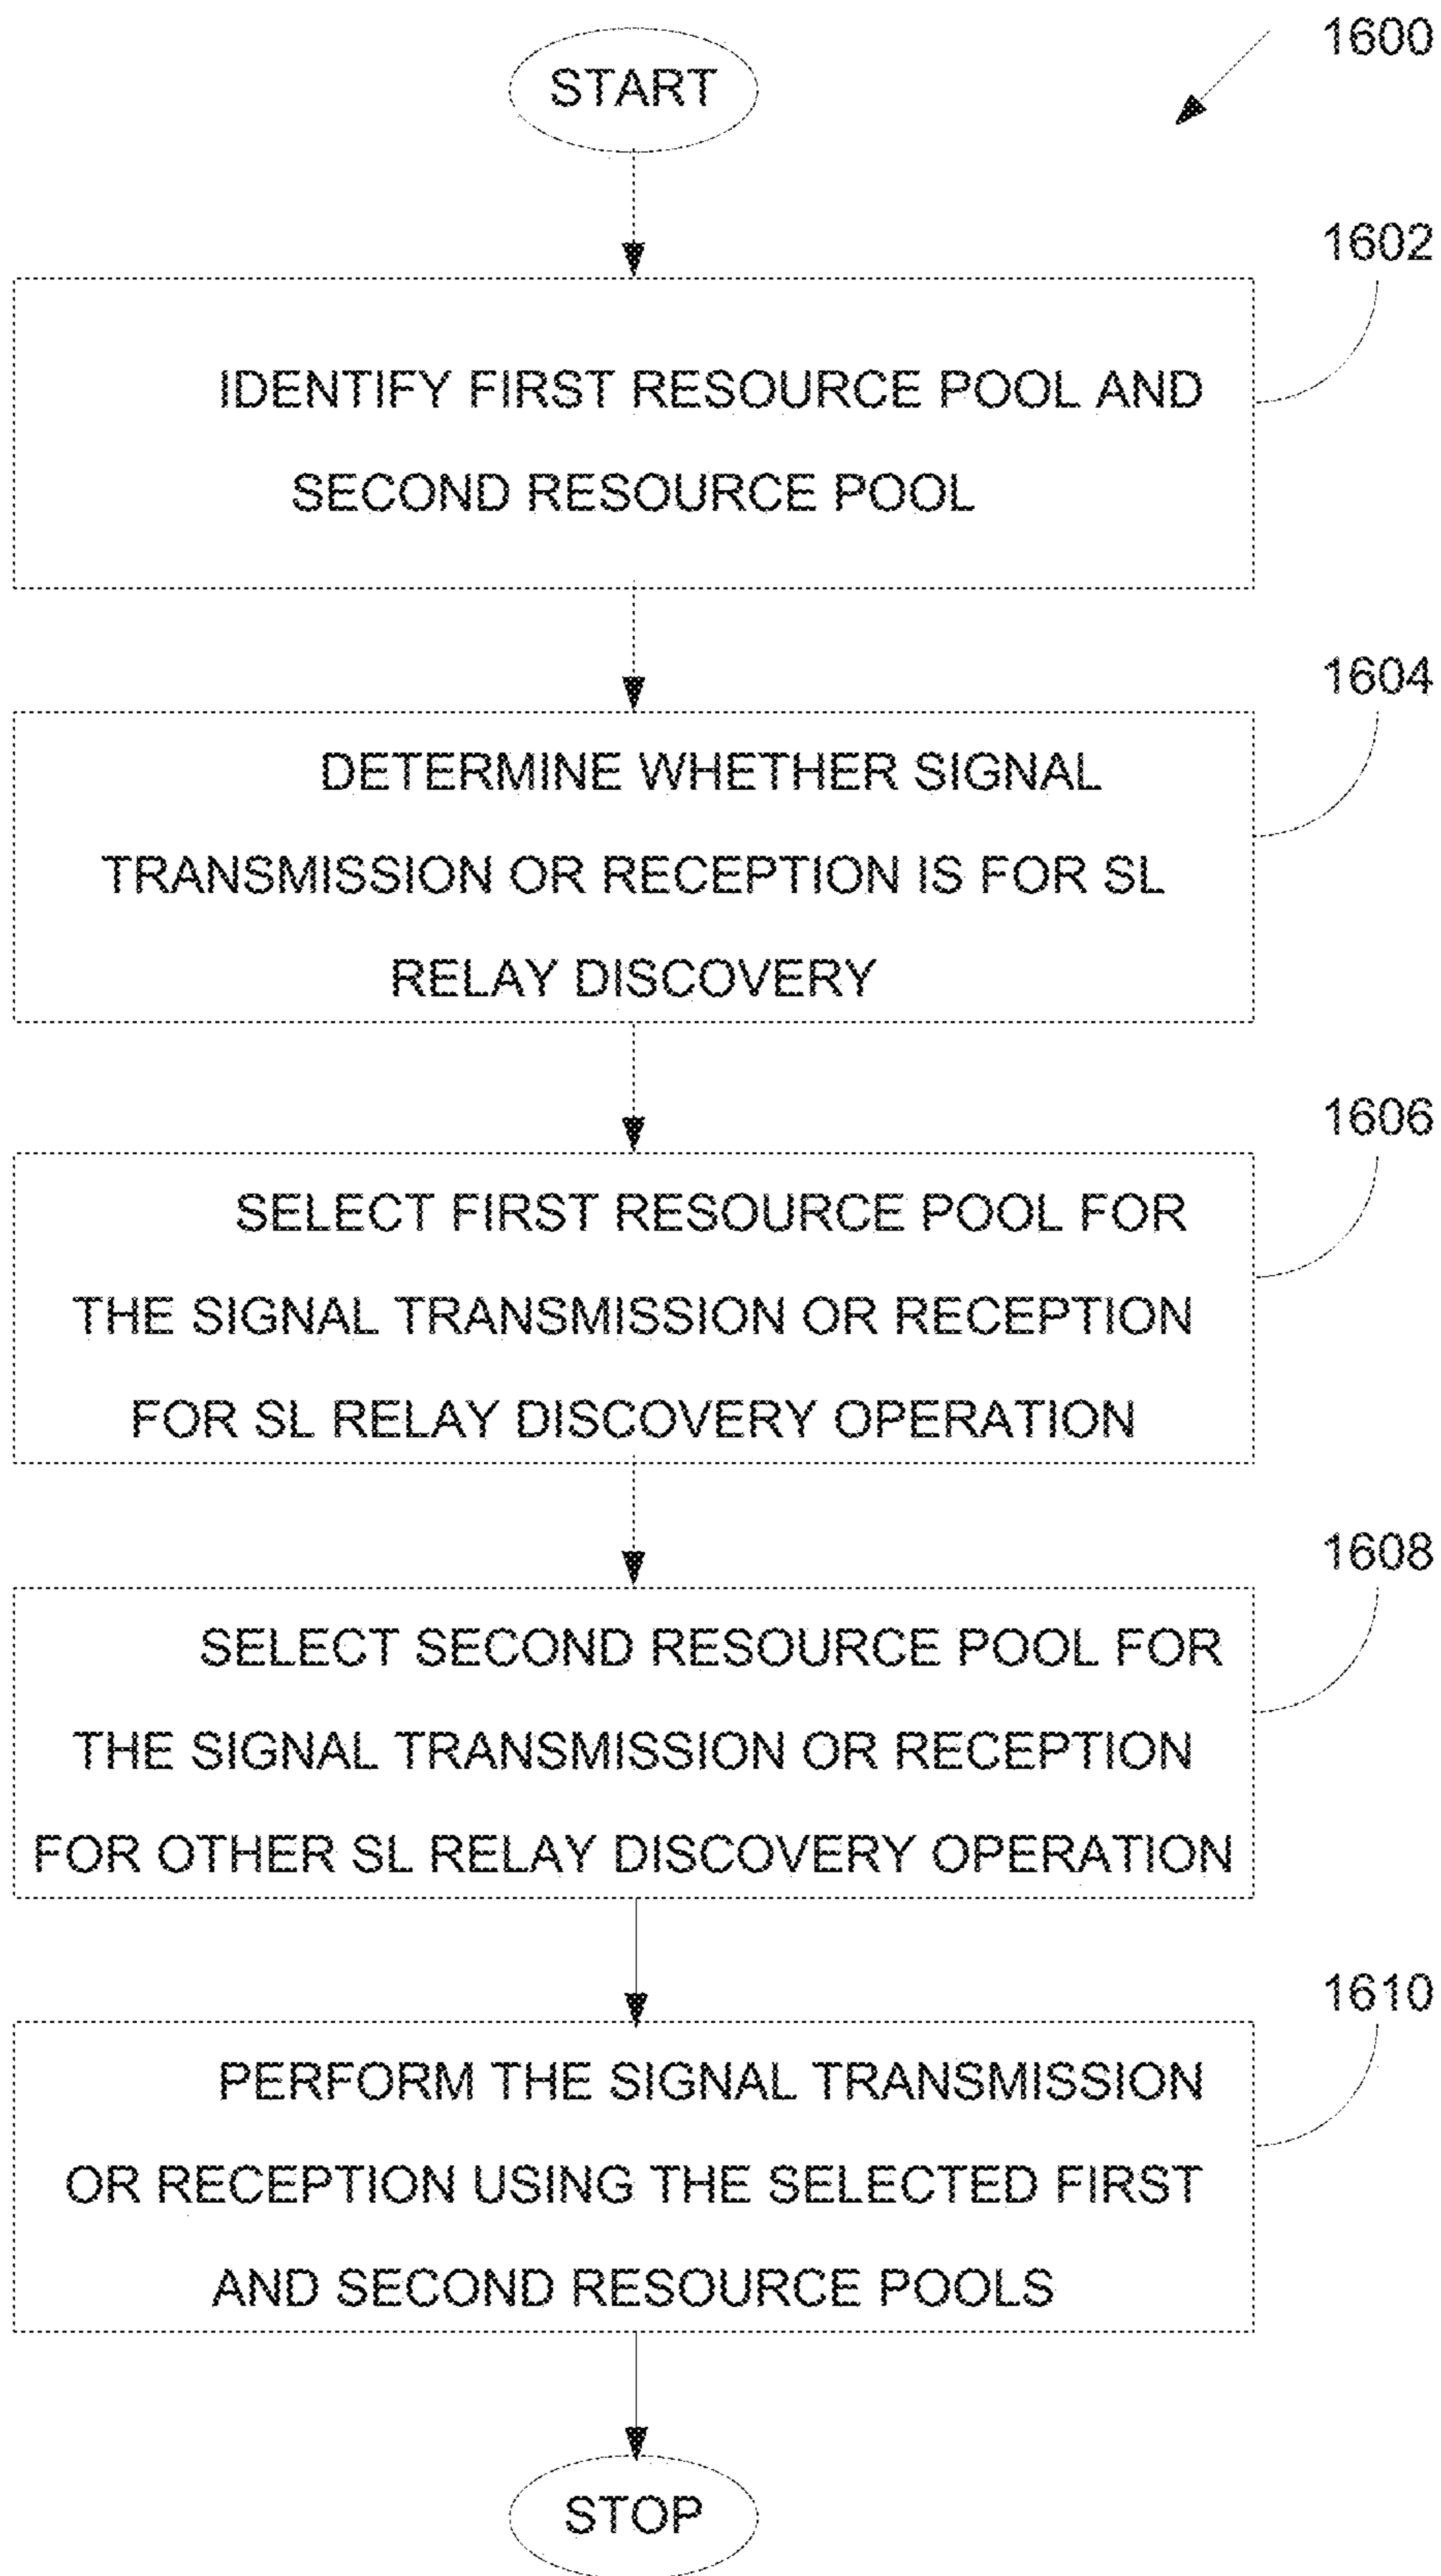 1600
START
1602
IDENTIFY FIRST RESOURCE POOL AND
SECOND RESOURCE POOL
1604
DETERMINE WHETHER SIGNAL
TRANSMISSION OR RECEPTION IS FOR SL
RELAY DISCOVERY
1606
SELECT FIRST RESOURCE POOL FOR
THE SIGNAL TRANSMISSION OR RECEPTION
FOR SL RELAY DISCOVERY OPERATION
1608
SELECT SECOND RESOURCE POOL FOR
THE SIGNAL TRANSMISSION OR RECEPTION
FOR OTHER SL RELAY DISCOVERY OPERATION
1610
PERFORM THE SIGNAL TRANSMISSION
OR RECEPTION USING THE SELECTED FIRST
AND SECOND RESOURCE POOLS
STOP